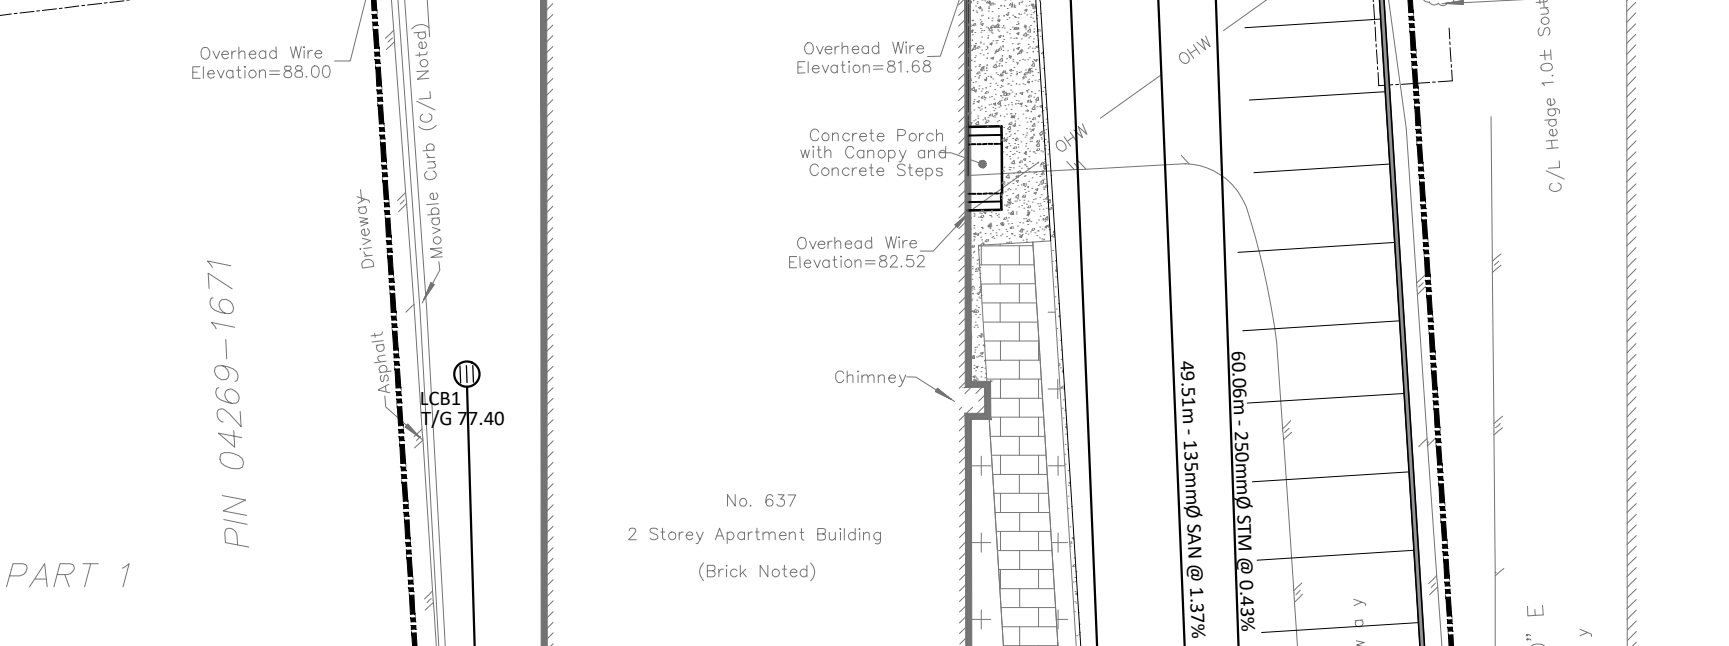 Overhead Wire
Elevation=88.00
Movable Curb (C/L Noted)
Driveway
Asphalt
PIN 04269-1671
PART 1
LCB1
T/G 77.40
Overhead Wire
Elevation=81.68
Concrete Porch
with Canopy and
Concrete Steps
Overhead Wire
Elevation=82.52
Chimney
No. 637
2 Storey Apartment Building
(Brick Noted)
OHW
OHW
49.51m - 135mmØ SAN @ 1.37%
60.06m - 250mmØ STM @ 0.43%
C/L Hedge 1.0± Sout
way
)" E
y